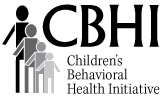 CBHI
Children's
Behavioral
Health Initiative